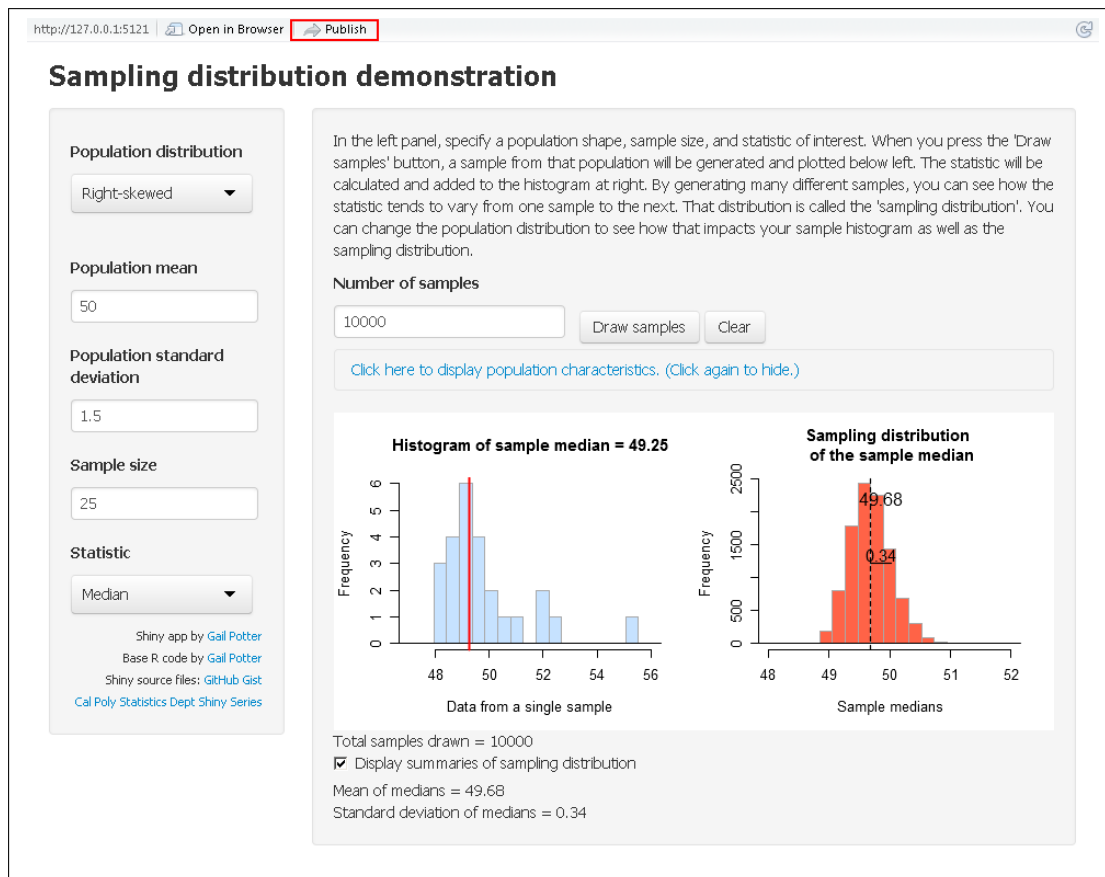 http://127.0.0.1:5121 Open in Browser Publish
Sampling distribution demonstration
Population distribution
Right-skewed
Population mean
50
Population standard
deviation
1.5
Sample size
25
Statistic
Median
Shiny app by Gail Potter
Base R code by Gail Potter
Shiny source files: GitHub Gist
Cal Poly Statistics Dept Shiny Series
In the left panel, specify a population shape, sample size, and statistic of interest. When you press the 'Draw
samples' button, a sample from that population will be generated and plotted below left. The statistic will be
calculated and added to the histogram at right. By generating many different samples, you can see how the
statistic tends to vary from one sample to the next. That distribution is called the 'sampling distribution'. You
can change the population distribution to see how that impacts your sample histogram as well as the
sampling distribution.
Number of samples
10000 Draw samples Clear
Click here to display population characteristics. (Click again to hide.)
Histogram of sample median = 49.25
Frequency
6
5
4
3
2
1
0
48 50 52 54 56
Data from a single sample
Sampling distribution
of the sample median
Frequency
2500
1500
500
0
49.68
0.34
48 49 50 51 52
Sample medians
Total samples drawn = 10000
Display summaries of sampling distribution
Mean of medians = 49.68
Standard deviation of medians = 0.34